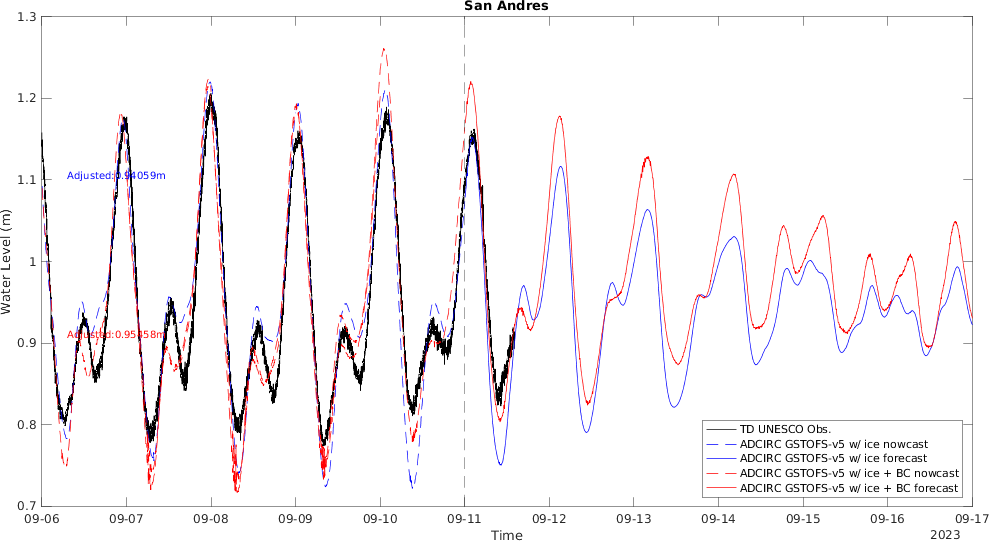 San Andres
1.3
1.2
1.1
1
0.9
0.8
0.7
Water Level (m)
Adjusted:0.94059m
Adjusted:0.95458m
TD UNESCO Obs.
ADCIRC GSTOFS-v5 w/ ice nowcast
ADCIRC GSTOFS-v5 w/ ice forecast
ADCIRC GSTOFS-v5 w/ ice + BC nowcast
ADCIRC GSTOFS-v5 w/ ice + BC forecast
09-06 09-07 09-08 09-09 09-10 09-11 09-12 09-13 09-14 09-15 09-16 09-17
Time
2023